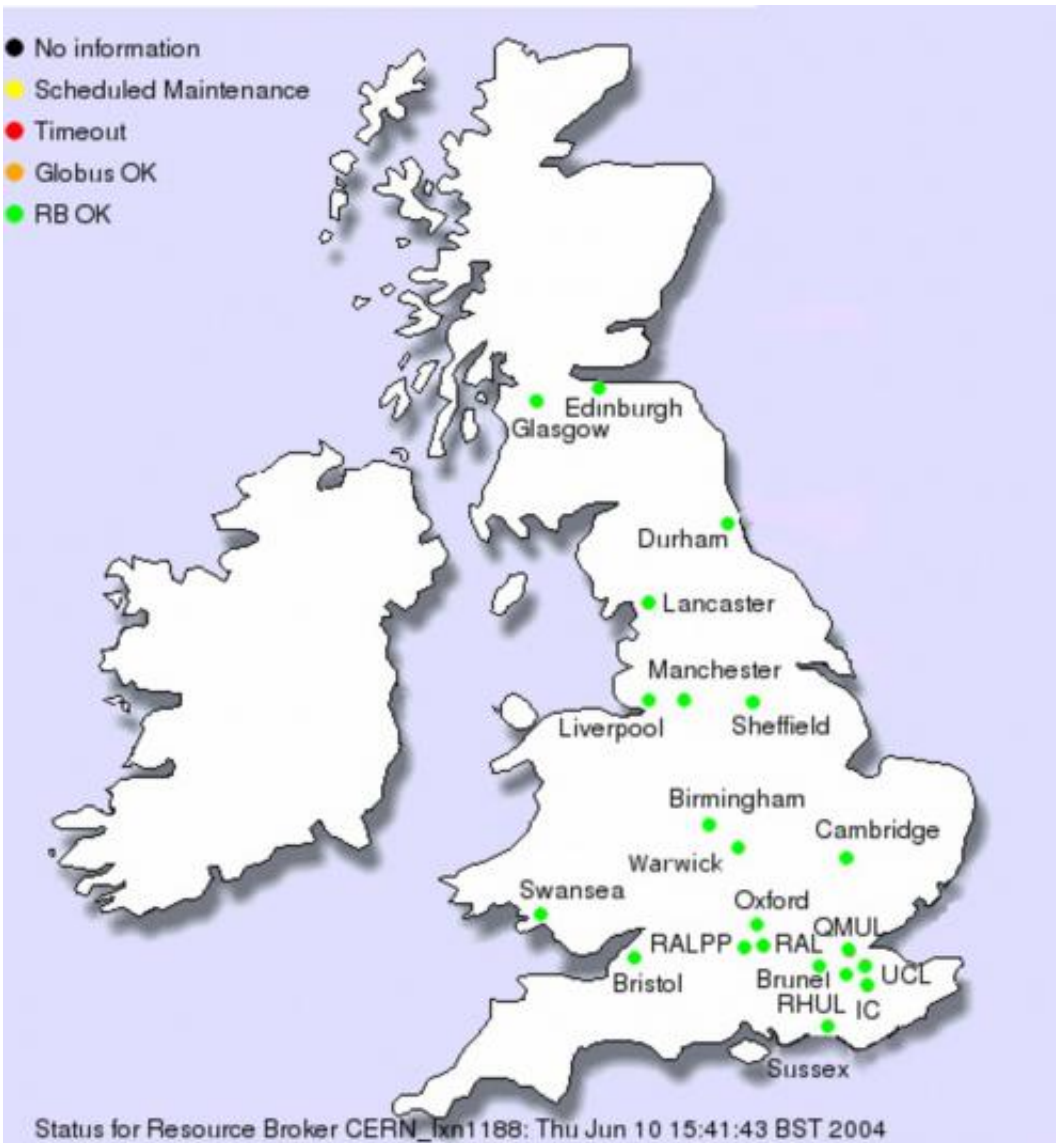 No information
Scheduled Maintenance
Timeout
Globus OK
RB OK
Edinburgh
Glasgow
Durham
Lancaster
Manchester
Liverpool
Sheffield
Birmingham
Cambridge
Warwick
Swansea
Oxford
QMUL
RALPP
RAL
Brunel
UCL
Bristol
RHUL
IC
Sussex
Status for Resource Broker CERN_lxn1188: Thu Jun 10 15:41:43 BST 2004